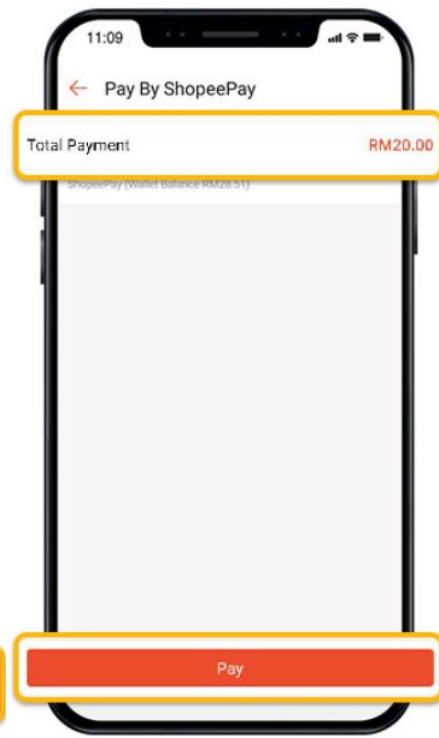 11:09
Pay By ShopeePay
Total Payment RM20.00
ShopeePay (Wallet Balance RM28.51)
Pay